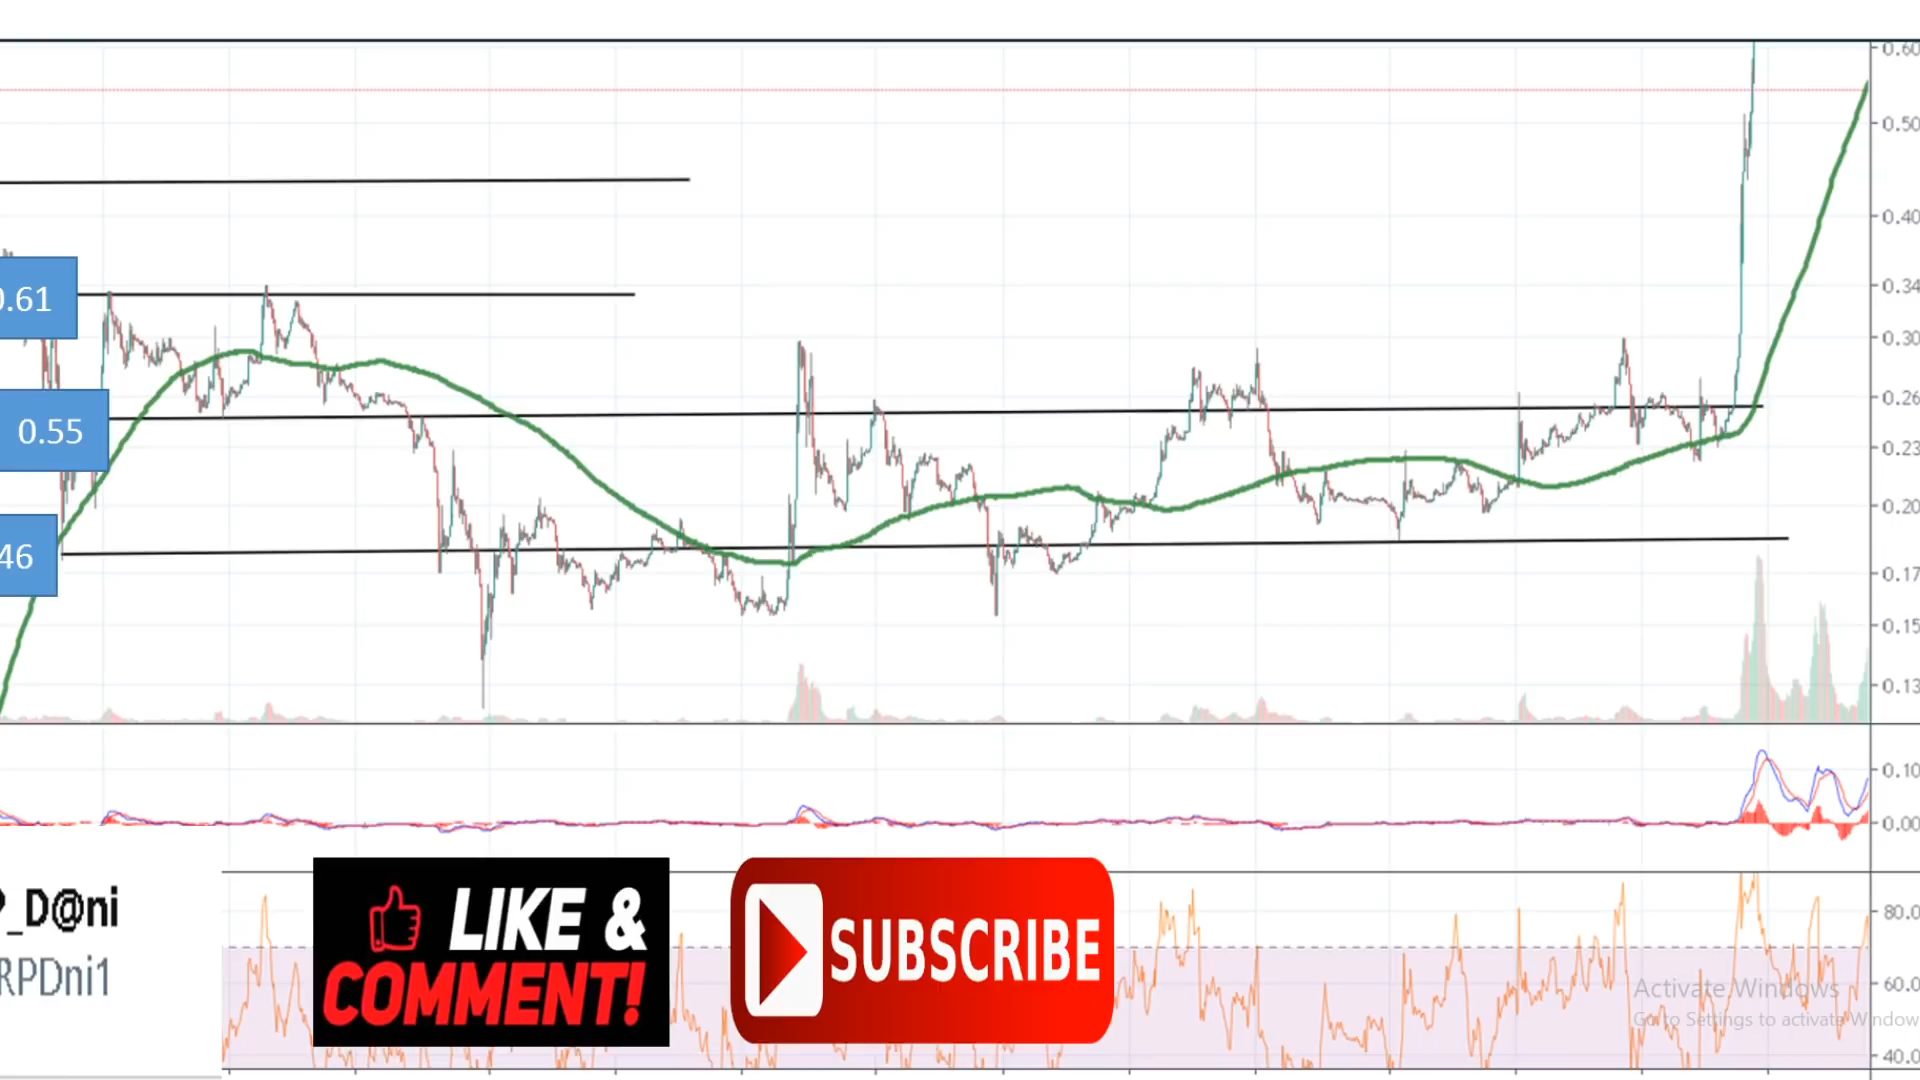 0.60
0.50
0.40
0.34
0.61
0.30
0.26
0.55
0.23
0.20
46
0.17
0.15
0.13
0.10
0.00
_D@ni
RPDni1
LIKE &
COMMENT!
SUBSCRIBE
80.0
60.0
40.0
Activate Windows
Go to Settings to activate Window